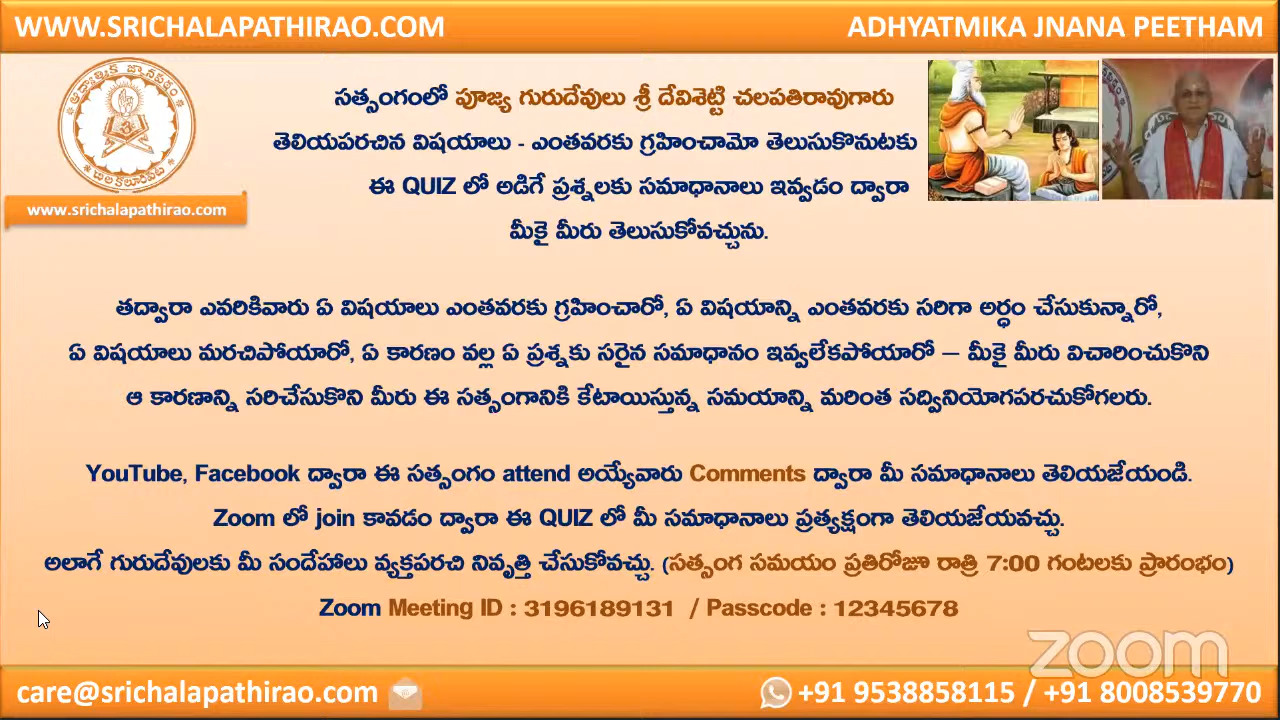 WWW.SRICHALAPATHIRAO.COM
ADHYATMIKA JNANA PEETHAM
ఆధ్యాత్మిక జ్ఞానపీఠం
చిలకలూరిపేట
www.srichalapathirao.com
సత్సంగంలో పూజ్య గురుదేవులు శ్రీ దేవిశెట్టి చలపతిరావుగారు
తెలియపరచిన విషయాలు - ఎంతవరకు గ్రహించామో తెలుసుకొనుటకు
ఈ QUIZ లో అడిగే ప్రశ్నలకు సమాధానాలు ఇవ్వడం ద్వారా
మీకై మీరు తెలుసుకోవచ్చును.
తద్వారా ఎవరికివారు ఏ విషయాలు ఎంతవరకు గ్రహించారో, ఏ విషయాన్ని ఎంతవరకు సరిగా అర్ధం చేసుకున్నారో,
ఏ విషయాలు మరచిపోయారో, ఏ కారణం వల్ల ఏ ప్రశ్నకు సరైన సమాధానం ఇవ్వలేకపోయారో – మీకై మీరు విచారించుకొని
ఆ కారణాన్ని సరిచేసుకొని మీరు ఈ సత్సంగానికి కేటాయిస్తున్న సమయాన్ని మరింత సద్వినియోగపరచుకోగలరు.
YouTube, Facebook ద్వారా ఈ సత్సంగం attend అయ్యేవారు Comments ద్వారా మీ సమాధానాలు తెలియజేయండి.
Zoom లో join కావడం ద్వారా ఈ QUIZ లో మీ సమాధానాలు ప్రత్యక్షంగా తెలియజేయవచ్చు.
అలాగే గురుదేవులకు మీ సందేహాలు వ్యక్తపరచి నివృత్తి చేసుకోవచ్చు. (సత్సంగ సమయం ప్రతిరోజూ రాత్రి 7:00 గంటలకు ప్రారంభం)
Zoom Meeting ID : 3196189131 / Passcode : 12345678
zoom
care@srichalapathirao.com
+91 9538858115 / +91 8008539770